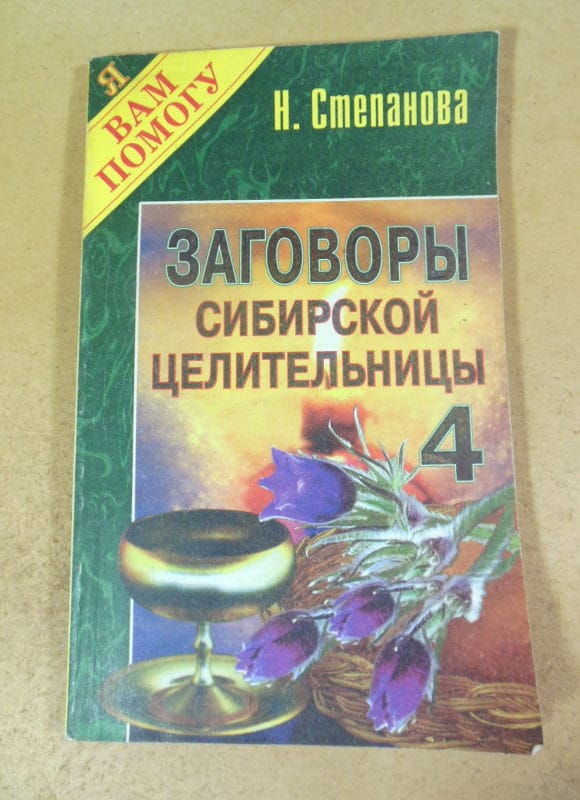 Я
ВАМ
ПОМОГУ
Н. Степанова
ЗАГОВОРЫ
СИБИРСКОЙ
ЦЕЛИТЕЛЬНИЦЫ
4